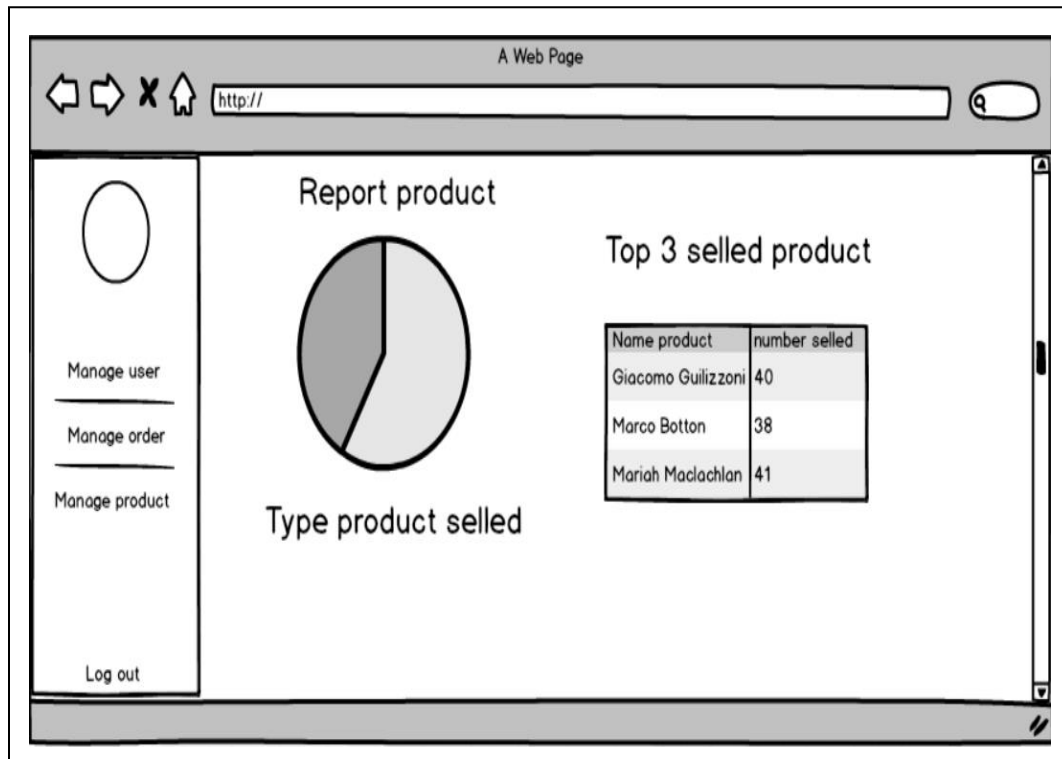 A Web Page
http://
Manage user
Manage order
Manage product
Log out
Report product
Type product selled
Top 3 selled product
Name product number selled
Giacomo Guilizzoni 40
Marco Botton 38
Mariah Maclachlan 41